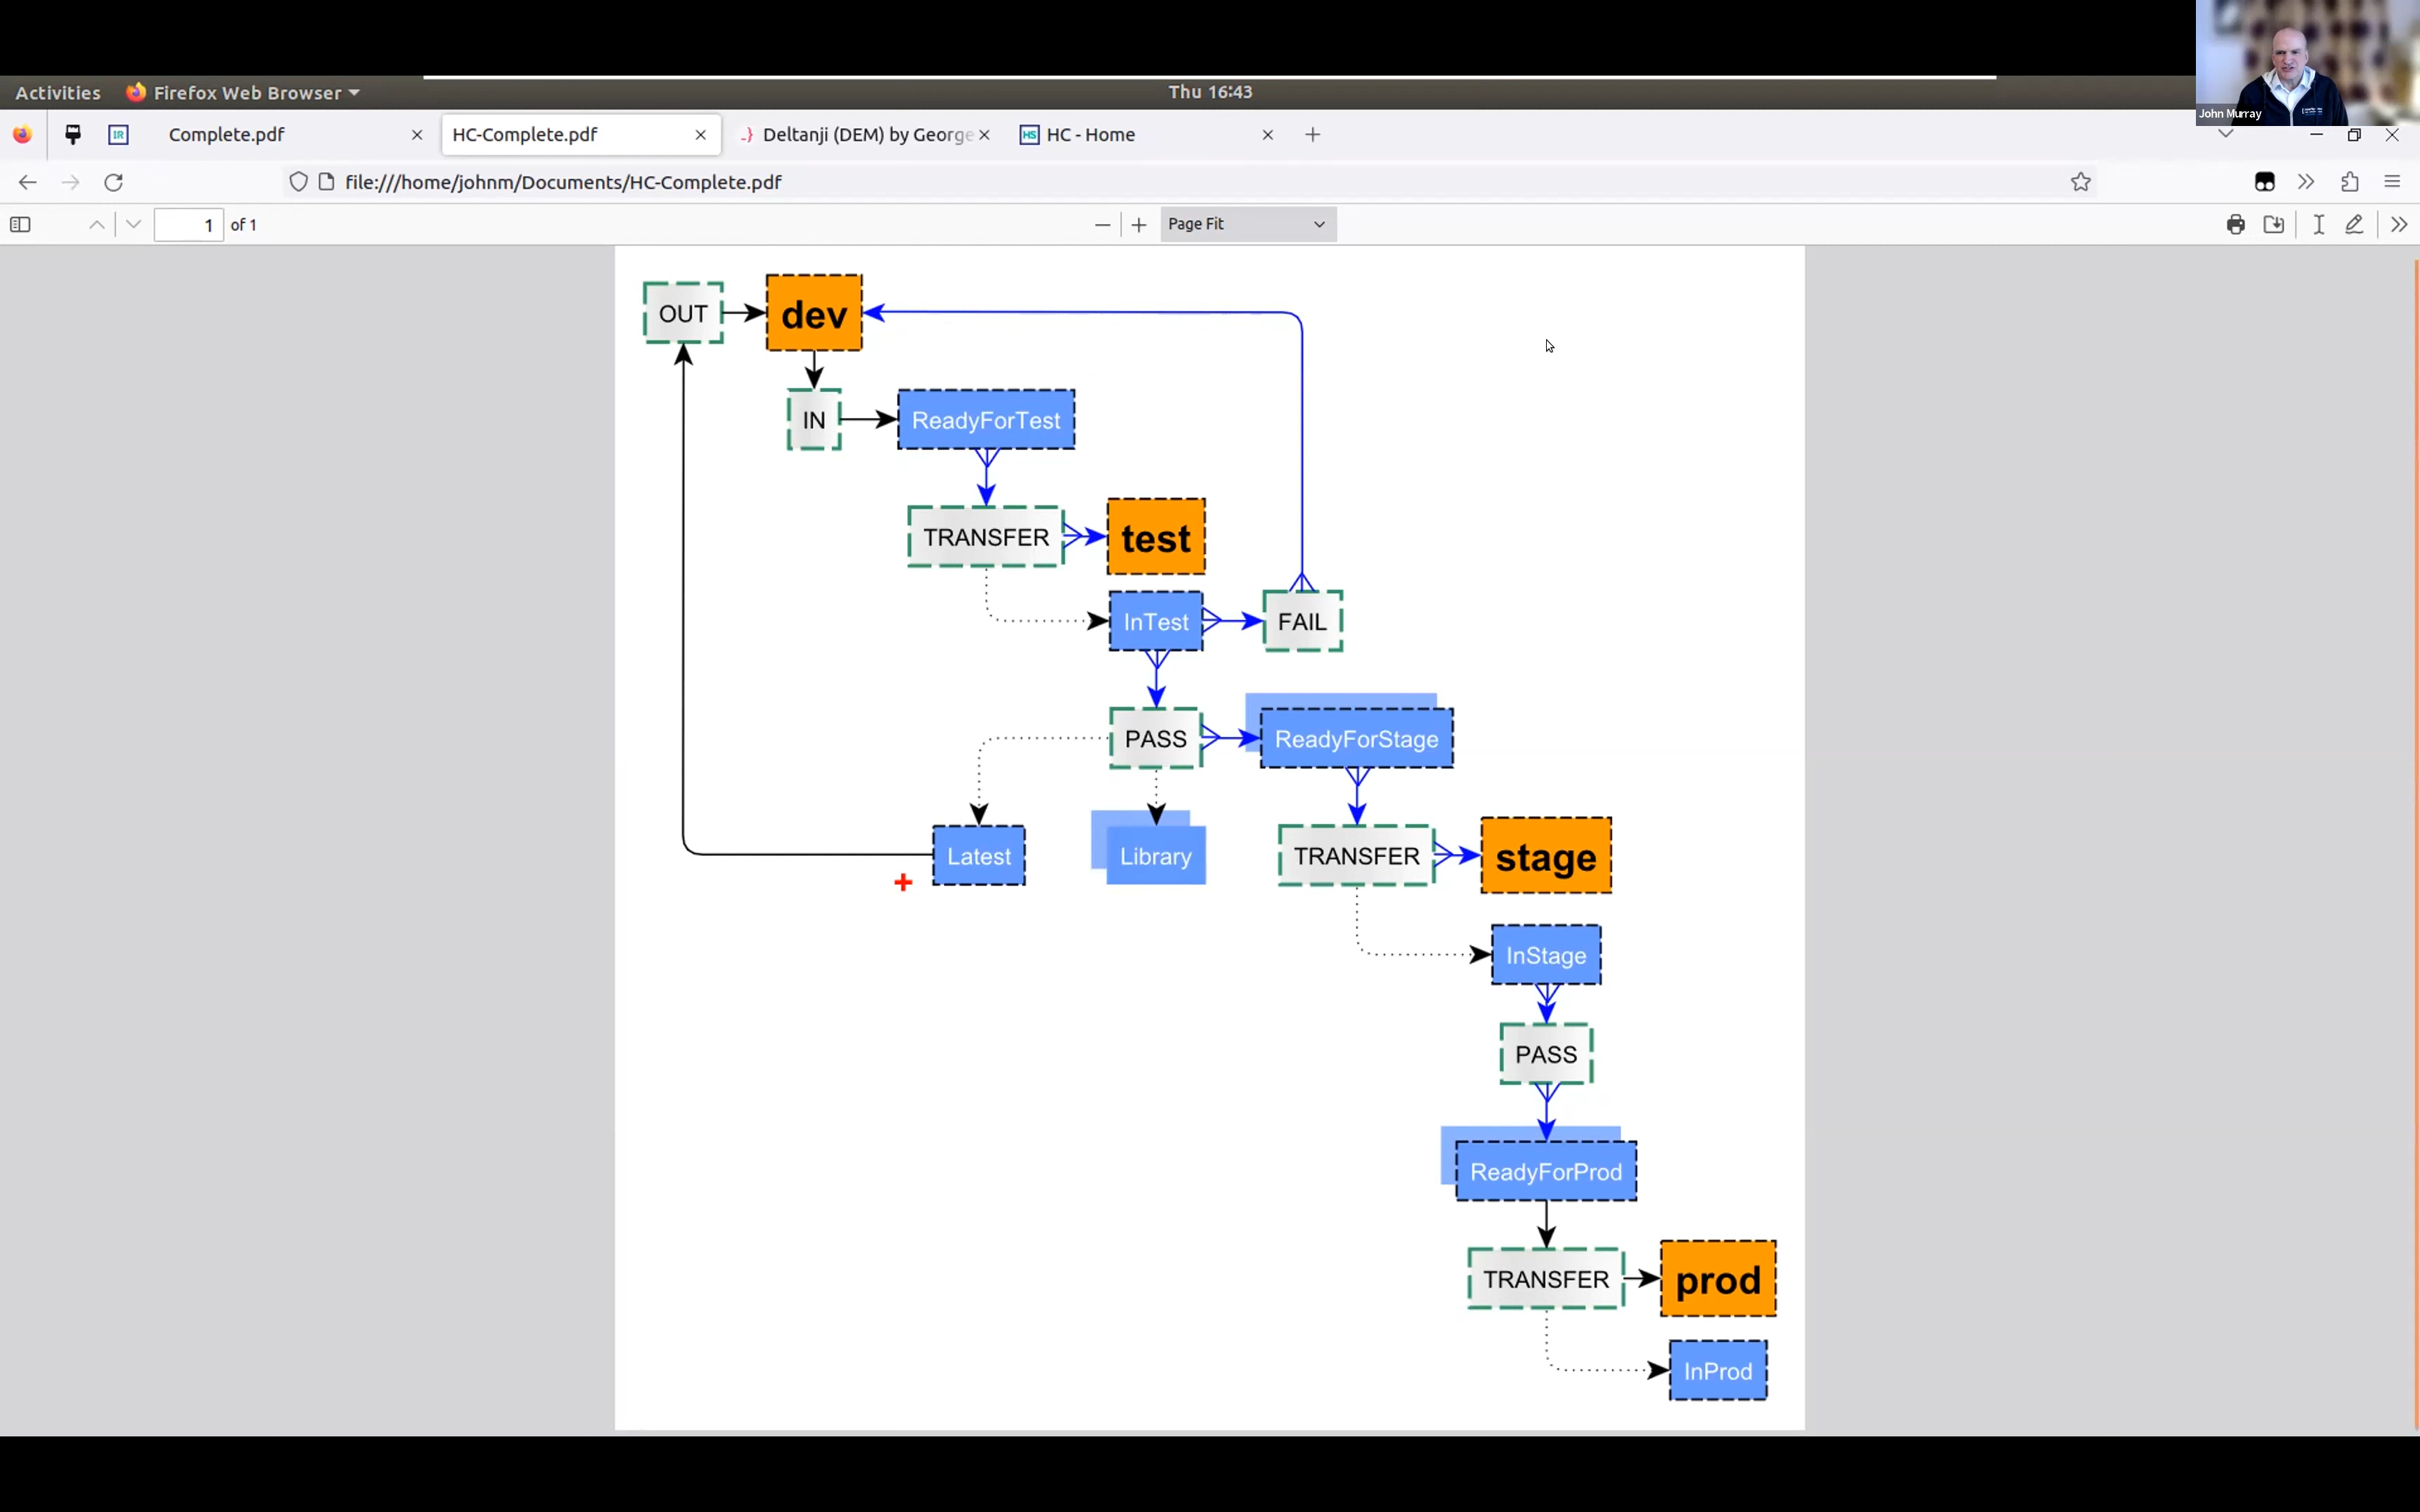 John Murray
Activities Firefox Web Browser Thu 16:43
Complete.pdf HC-Complete.pdf Deltanji (DEM) by George HC - Home
file:///home/johnm/Documents/HC-Complete.pdf
1 of 1 Page Fit
OUT dev
IN ReadyForTest
TRANSFER test
InTest FAIL
PASS ReadyForStage
Latest Library TRANSFER stage
InStage
PASS
ReadyForProd
TRANSFER prod
InProd